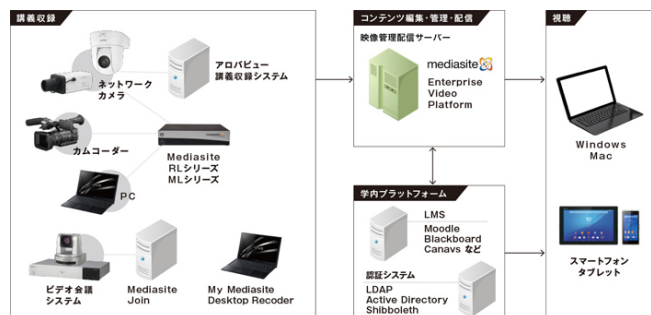 講義収録
ネットワーク
カメラ
アロバビュー
講義収録システム
カムコーダー
Mediasite
RLシリーズ
MLシリーズ
PC
ビデオ会議
システム
Mediasite
Join
My Mediasite
Desktop Recoder
コンテンツ編集・管理・配信
映像管理配信サーバー
mediasite
Enterprise
Video
Platform
学内プラットフォーム
LMS
Moodle
Blackboard
Canavs など
認証システム
LDAP
Active Directory
Shibboleth
視聴
Windows
Mac
スマートフォン
タブレット